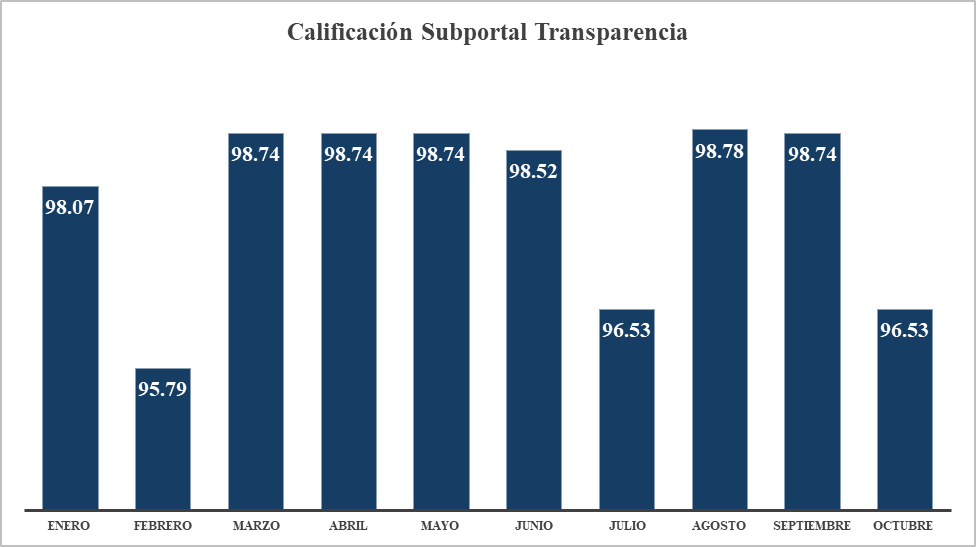 Calificación Subportal Transparencia
98.07
95.79
98.74
98.74
98.74
98.52
96.53
98.78
98.74
96.53
ENERO
FEBRERO
MARZO
ABRIL
MAYO
JUNIO
JULIO
AGOSTO
SEPTIEMBRE
OCTUBRE